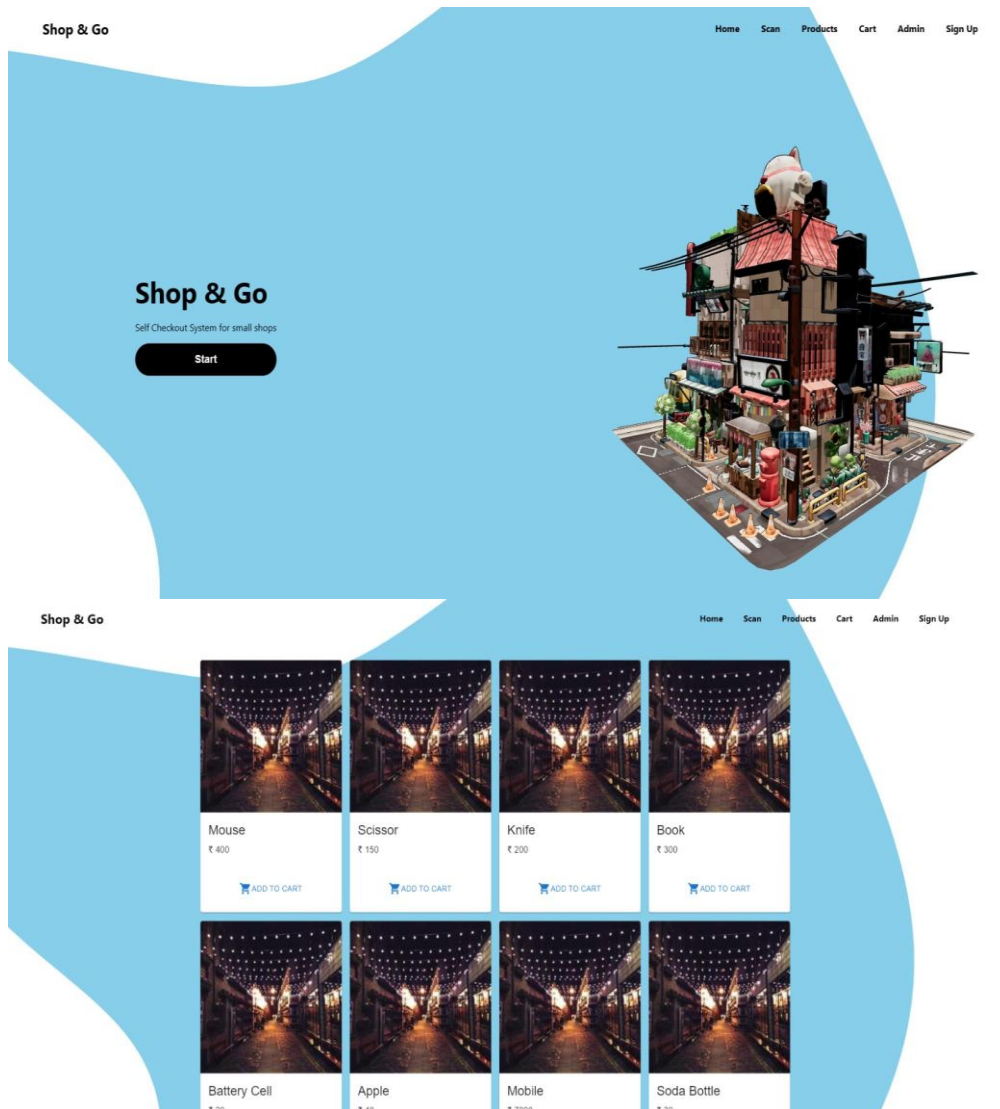 Shop & Go
Home Scan Products Cart Admin Sign Up
Shop & Go
Self Checkout System for small shops
Start
Shop & Go
Home Scan Products Cart Admin Sign Up
Mouse Scissor Knife Book
₹ 400 ₹ 150 ₹ 200 ₹ 300
ADD TO CART ADD TO CART ADD TO CART ADD TO CART
Battery Cell Apple Mobile Soda Bottle